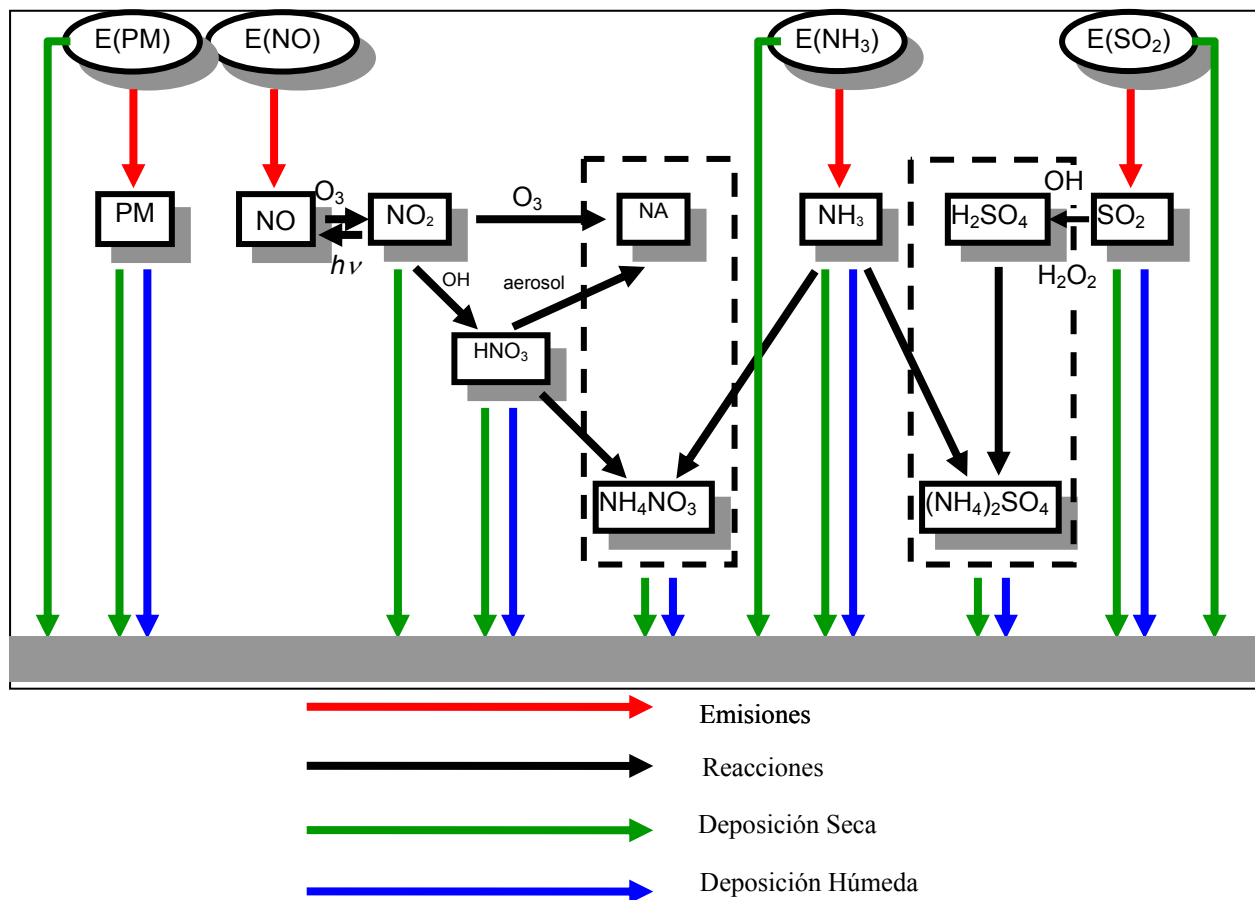 E(PM)
E(NO)
E(NH₃)
E(SO₂)
PM
NO
O₃
hν
NO₂
O₃
NA
NH₃
H₂SO₄
OH
SO₂
H₂O₂
OH
aerosol
HNO₃
NH₄NO₃
(NH₄)₂SO₄
Emisiones
Reacciones
Deposición Seca
Deposición Húmeda